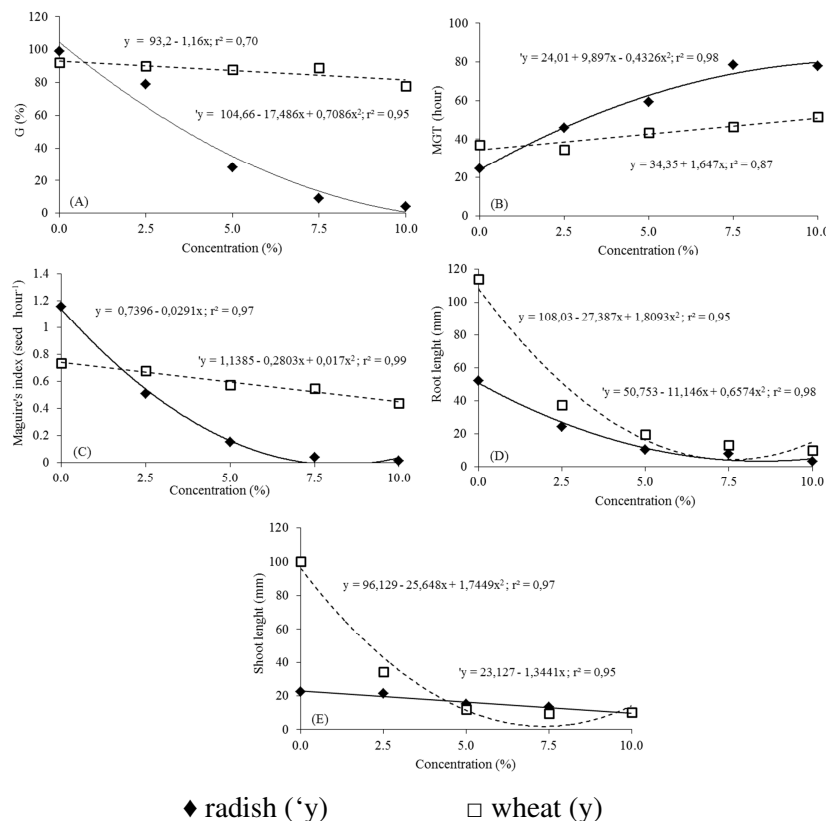 120
100
80
60
40
20
0
G (%)
y = 93,2 - 1,16x; r² = 0,70
'y = 104,66 - 17,486x + 0,7086x²; r² = 0,95
(A)
0.0 2.5 5.0 7.5 10.0
Concentration (%)
100
80
60
40
20
0
MGT (hour)
'y = 24,01 + 9,897x - 0,4326x²; r² = 0,98
y = 34,35 + 1,647x, r² = 0,87
(B)
0.0 2.5 5.0 7.5 10.0
Concentration (%)
1.4
1.2
1
0.8
0.6
0.4
0.2
0
Maguire's index (seed hour⁻¹)
y = 0,7396 - 0,0291x; r² = 0,97
'y = 1,1385 - 0,2803x + 0,017x²; r² = 0,99
(C)
0.0 2.5 5.0 7.5 10.0
Concentration (%)
120
100
80
60
40
20
0
Root lenght (mm)
y = 108,03 - 27,387x + 1,8093x²; r² = 0,95
'y = 50,753 - 11,146x + 0,6574x²; r² = 0,98
(D)
0.0 2.5 5.0 7.5 10.0
Concentration (%)
120
100
80
60
40
20
0
Shoot lenght (mm)
y = 96,129 - 25,648x + 1,7449x²; r² = 0,97
'y = 23,127 - 1,3441x; r² = 0,95
(E)
0.0 2.5 5.0 7.5 10.0
Concentration (%)
◆ radish (‘y) □ wheat (y)